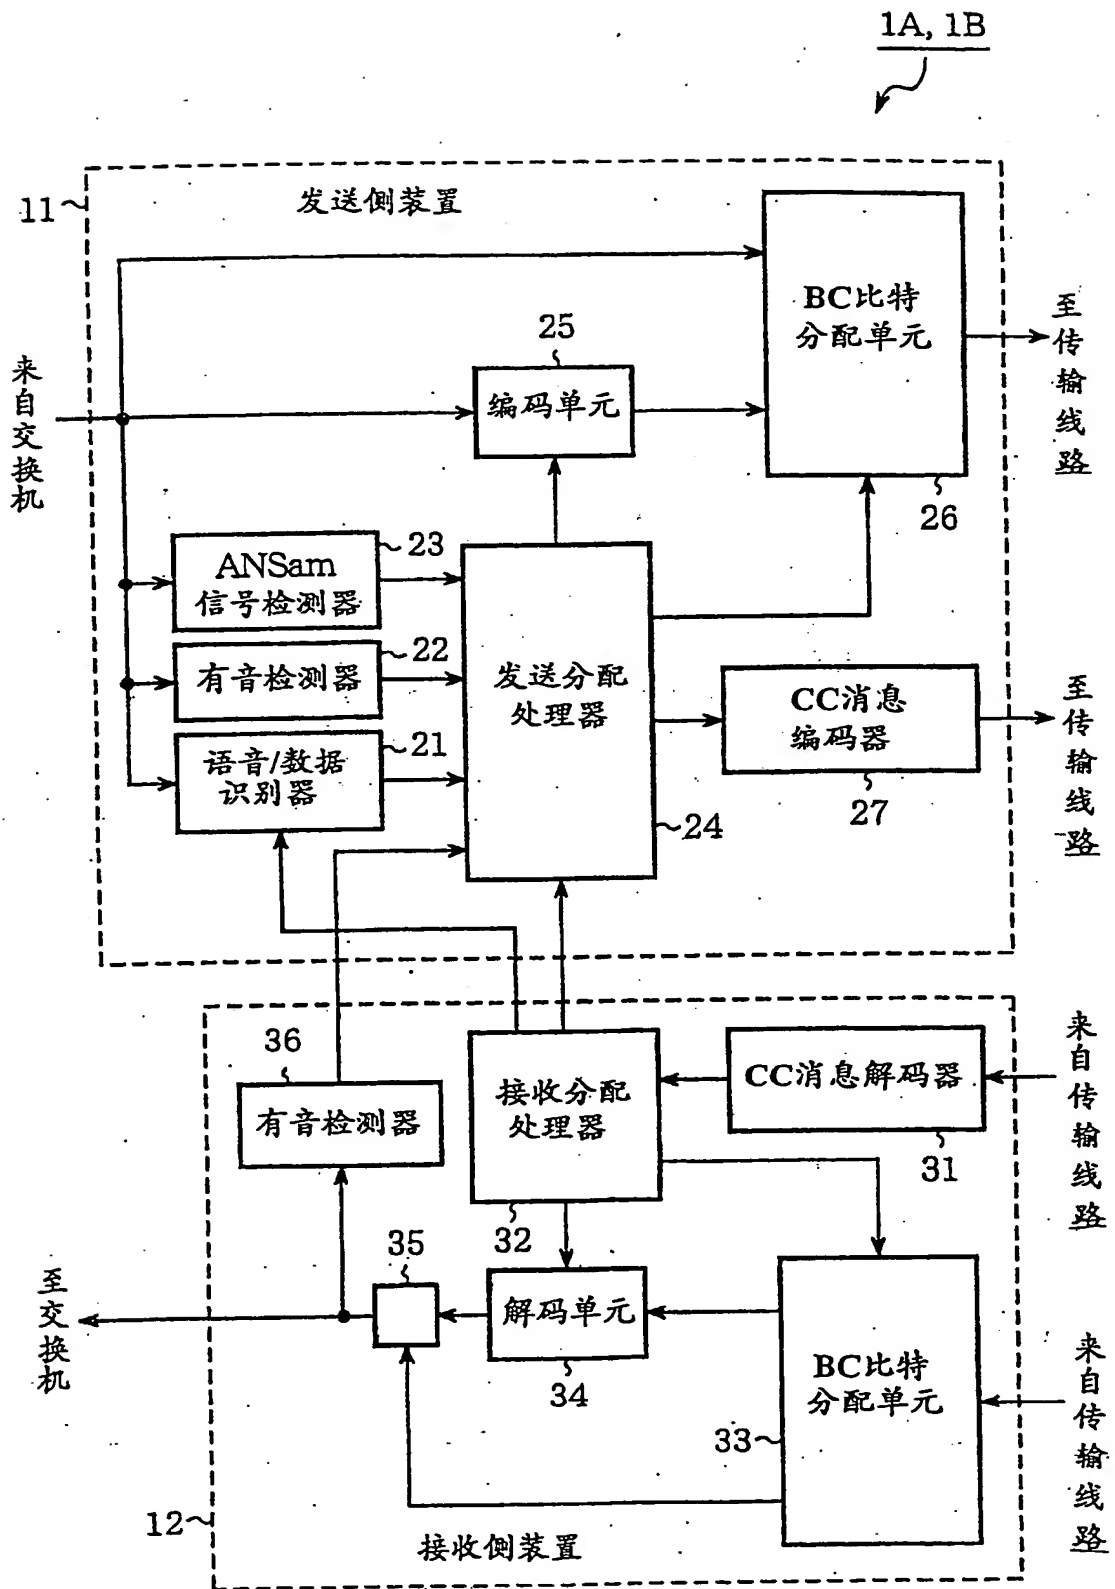 1A, 1B
11
发送侧装置
BC比特
分配单元
至传输线路
25
编码单元
来自交换机
26
23
ANSam
信号检测器
22
有音检测器
发送分配
处理器
CC消息
编码器
至传输线路
21
语音/数据
识别器
27
24
36
有音检测器
接收分配
处理器
CC消息解码器
来自传输线路
31
32
35
至交换机
解码单元
34
BC比特
分配单元
来自传输线路
33
12
接收侧装置